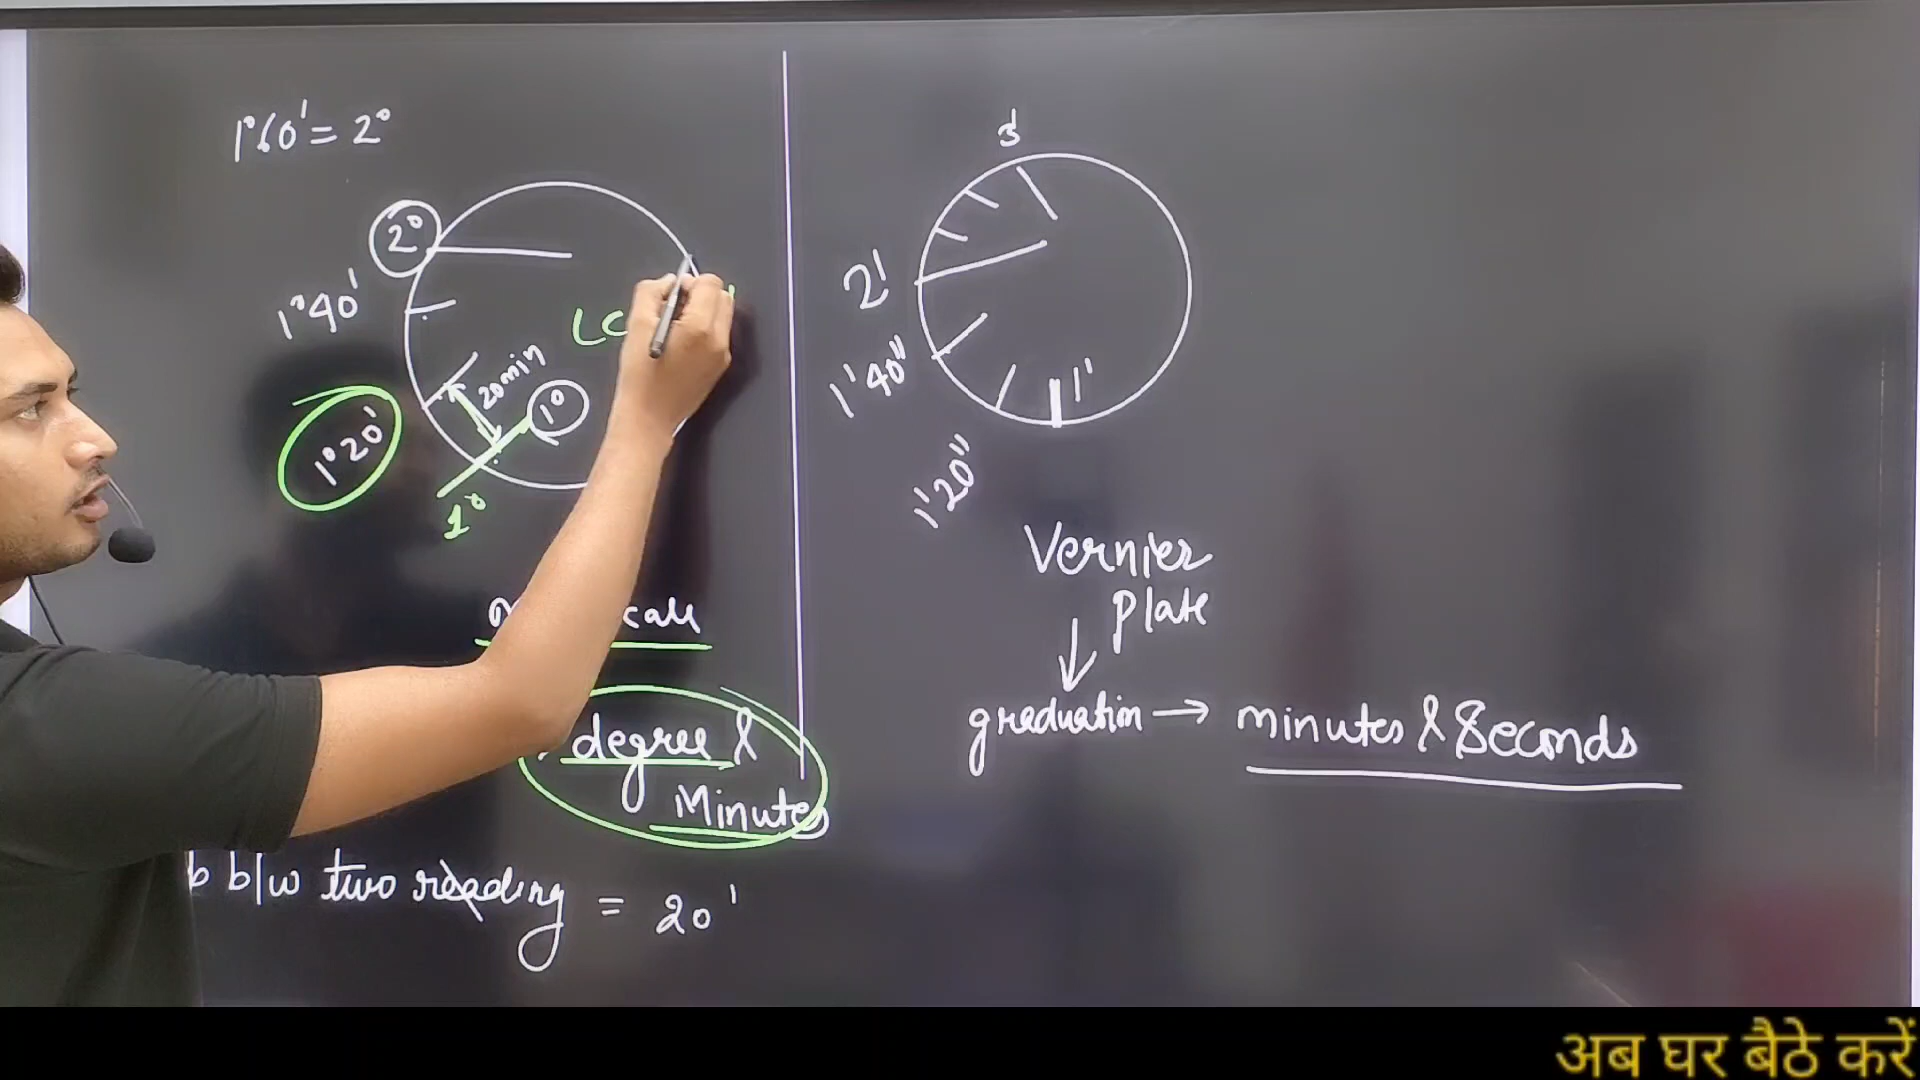 1°60' = 2°
2°
1°40'
LC
20min
1°
1°20'
1°
degree &
Minutes
b/w two reading = 20'
3'
2'
1'40"
1'
1'20"
Vernier
Plate
graduation → minutes & Seconds
अब घर बैठे करें